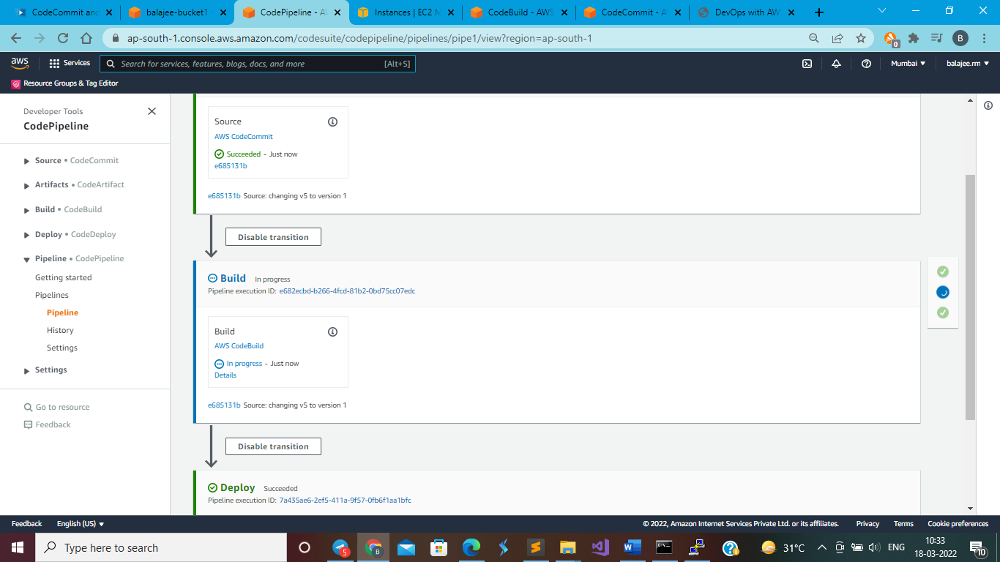 CodeCommit and
balajee-bucket1 -
CodePipeline - A
Instances | EC2 M
CodeBuild - AWS
CodeCommit - A
DevOps with AW
ap-south-1.console.aws.amazon.com/codesuite/codepipeline/pipelines/pipe1/view?region=ap-south-1
0
B
aws
Services
Search for services, features, blogs, docs, and more
[Alt+S]
Mumbai ▼
balajee.rm ▼
Resource Groups & Tag Editor
Developer Tools
CodePipeline
Source • CodeCommit
Artifacts • CodeArtifact
Build • CodeBuild
Deploy • CodeDeploy
Pipeline • CodePipeline
Getting started
Pipelines
Pipeline
History
Settings
Settings
Go to resource
Feedback
Source
AWS CodeCommit
Succeeded - Just now
e685131b
e685131b Source: changing v5 to version 1
Disable transition
Build In progress
Pipeline execution ID: e682ecbd-b266-4fcd-81b2-0bd75cc07edc
Build
AWS CodeBuild
In progress - Just now
Details
e685131b Source: changing v5 to version 1
Disable transition
Deploy Succeeded
Pipeline execution ID: 7a435ae6-2ef5-411a-9f57-0fb6f1aa1bfc
Feedback
English (US) ▼
© 2022, Amazon Internet Services Private Ltd. or its affiliates.
Privacy
Terms
Cookie preferences
Type here to search
5
B
31°C
ENG
10:33
18-03-2022
10